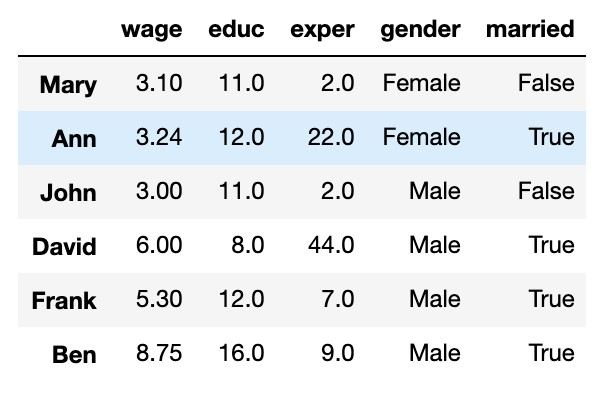 wage educ exper gender married
Mary 3.10 11.0 2.0 Female False
Ann 3.24 12.0 22.0 Female True
John 3.00 11.0 2.0 Male False
David 6.00 8.0 44.0 Male True
Frank 5.30 12.0 7.0 Male True
Ben 8.75 16.0 9.0 Male True